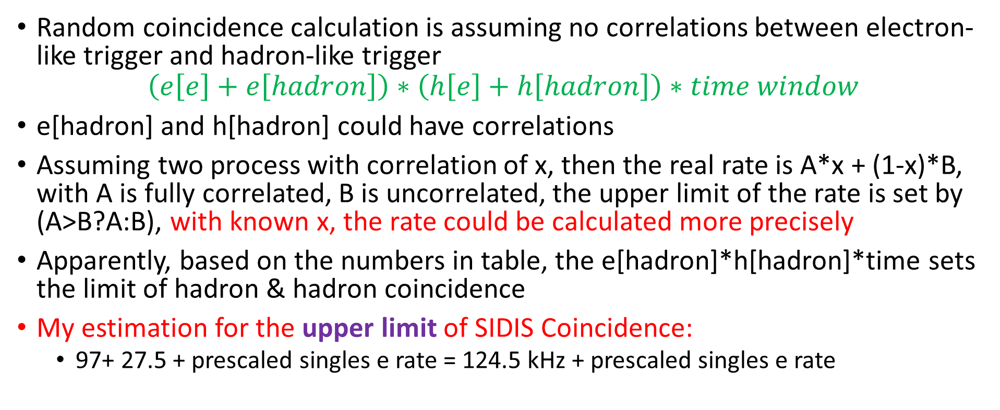 • Random coincidence calculation is assuming no correlations between electron-
like trigger and hadron-like trigger
(e[e] + e[hadron]) ∗ (h[e] + h[hadron]) ∗ time window
• e[hadron] and h[hadron] could have correlations
• Assuming two process with correlation of x, then the real rate is A*x + (1-x)*B,
with A is fully correlated, B is uncorrelated, the upper limit of the rate is set by
(A>B?A:B), with known x, the rate could be calculated more precisely
• Apparently, based on the numbers in table, the e[hadron]*h[hadron]*time sets
the limit of hadron & hadron coincidence
• My estimation for the upper limit of SIDIS Coincidence:
• 97+ 27.5 + prescaled singles e rate = 124.5 kHz + prescaled singles e rate